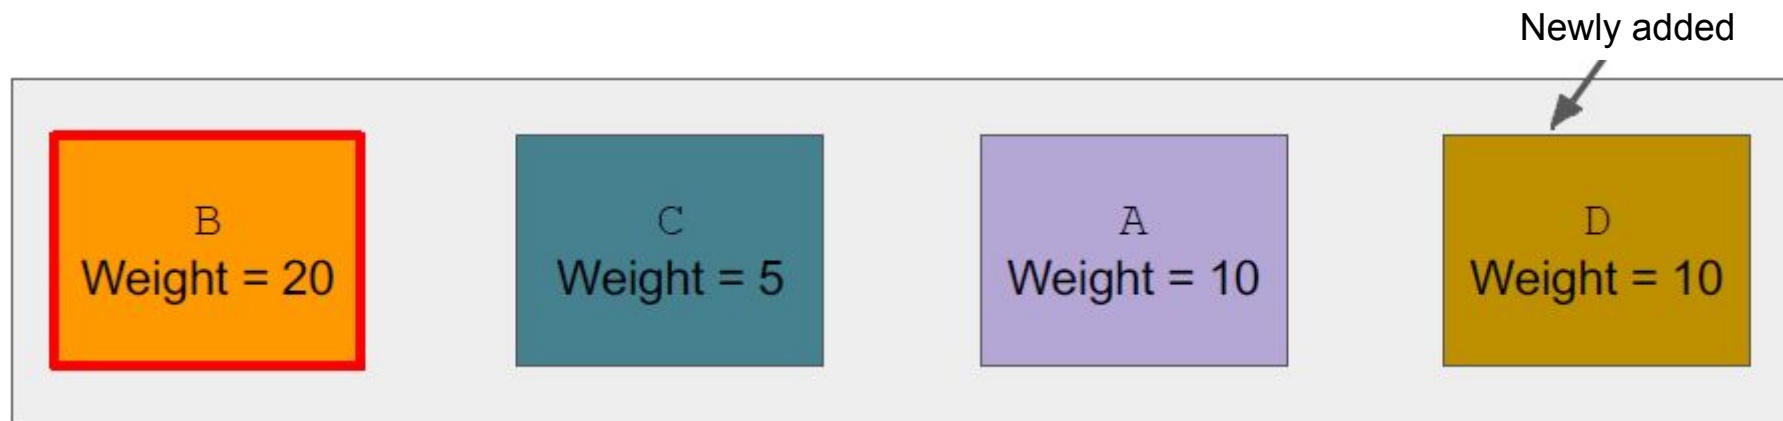 Newly added
B
Weight = 20
C
Weight = 5
A
Weight = 10
D
Weight = 10